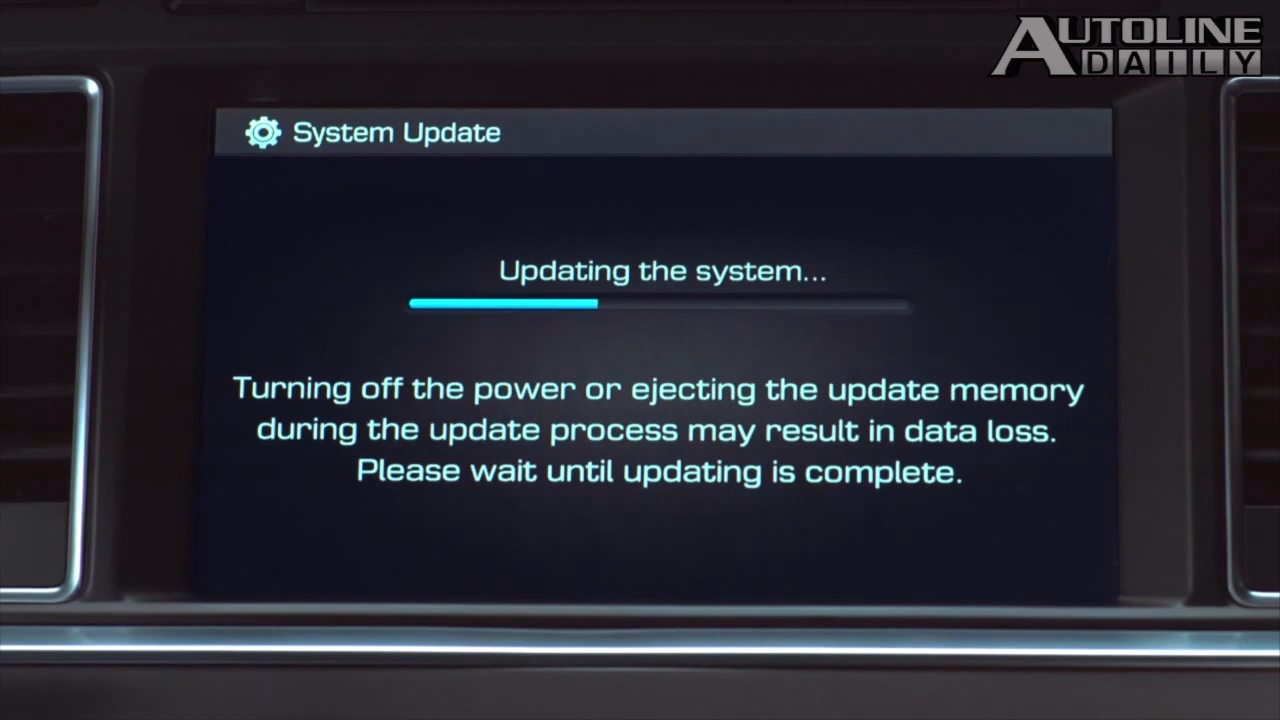 AUTOLINE
DAILY
System Update
Updating the system...
Turning off the power or ejecting the update memory
during the update process may result in data loss.
Please wait until updating is complete.